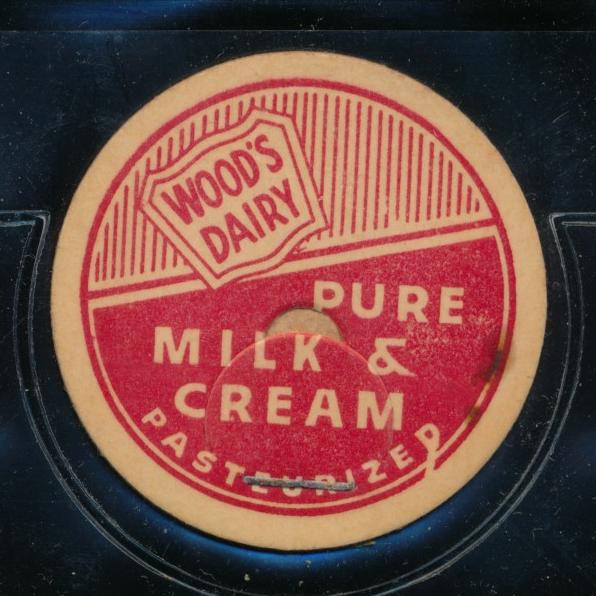 WOOD'S
DAIRY
PURE
MILK &
CREAM
PASTEURIZED